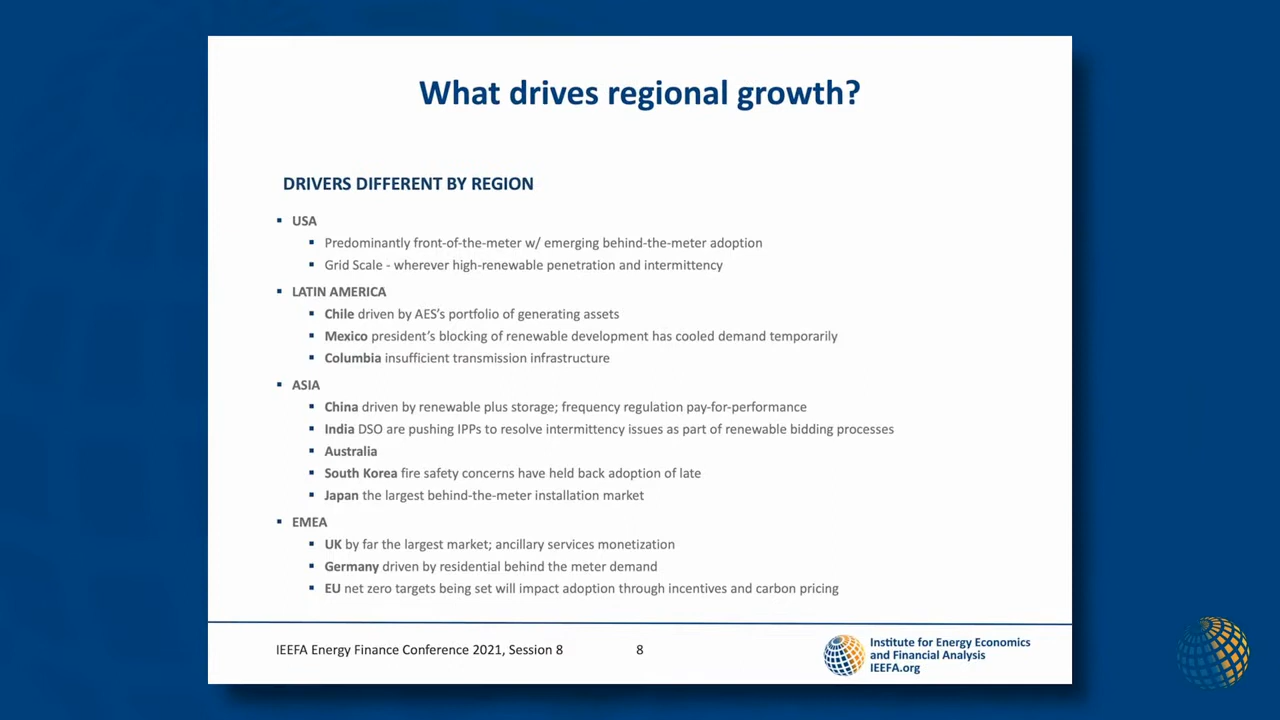 What drives regional growth?
DRIVERS DIFFERENT BY REGION
▪ USA
▪ Predominantly front-of-the-meter w/ emerging behind-the-meter adoption
▪ Grid Scale - wherever high-renewable penetration and intermittency
▪ LATIN AMERICA
▪ Chile driven by AES’s portfolio of generating assets
▪ Mexico president’s blocking of renewable development has cooled demand temporarily
▪ Columbia insufficient transmission infrastructure
▪ ASIA
▪ China driven by renewable plus storage; frequency regulation pay-for-performance
▪ India DSO are pushing IPPs to resolve intermittency issues as part of renewable bidding processes
▪ Australia
▪ South Korea fire safety concerns have held back adoption of late
▪ Japan the largest behind-the-meter installation market
▪ EMEA
▪ UK by far the largest market; ancillary services monetization
▪ Germany driven by residential behind the meter demand
▪ EU net zero targets being set will impact adoption through incentives and carbon pricing
IEEFA Energy Finance Conference 2021, Session 8
8
Institute for Energy Economics
and Financial Analysis
IEEFA.org